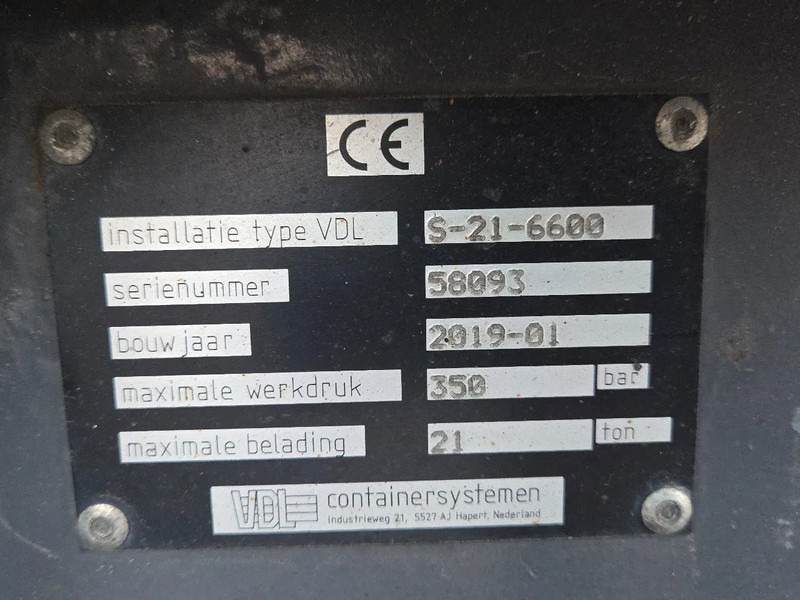 CE
installatie type VDL S-21-6600
serienummer 58093
bouwjaar 2019-01
maximale werkdruk 350 bar
maximale belading 21 ton
VDL containersystemen
Industrieweg 21, 5527 AJ Hapert, Nederland